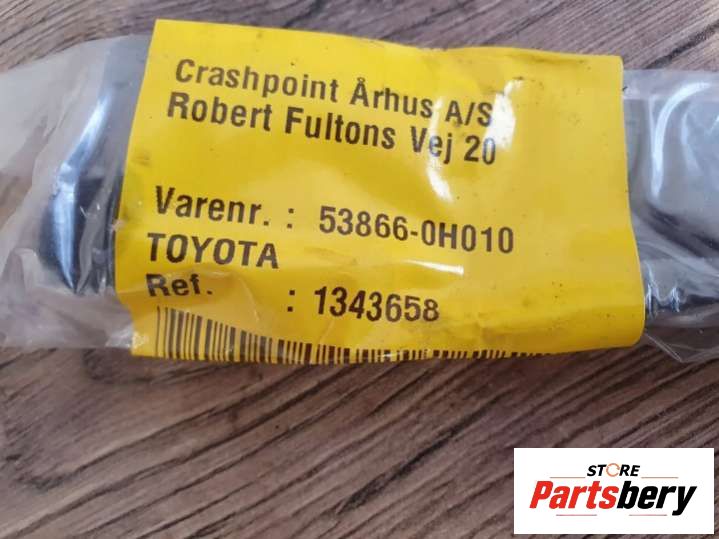 Crashpoint Århus A/S
Robert Fultons Vej 20
Varenr. : 53866-0H010
TOYOTA
Ref. : 1343658
STORE
Partsbery